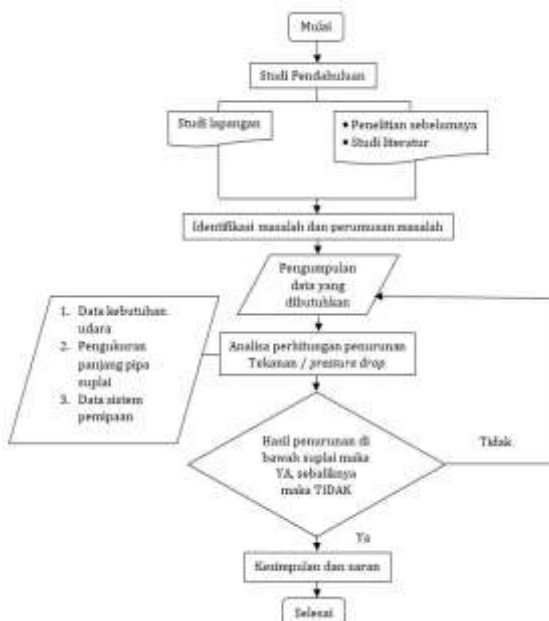 Mulai
Studi Pendahuluan
Studi lapangan
• Penelitian sebelumnya
• Studi literatur
Identifikasi masalah dan perumusan masalah
Pengumpulan
data yang
dibutuhkan
1. Data kebutuhan
udara
2. Pengukuran
panjang pipa
suplai
3. Data sistem
pemipaan
Analisa perhitungan penurunan
Tekanan / pressure drop
Hasil penurunan di
bawah suplai maka
YA, sebaliknya
maka TIDAK
Tidak
Ya
Kesimpulan dan saran
Selesai